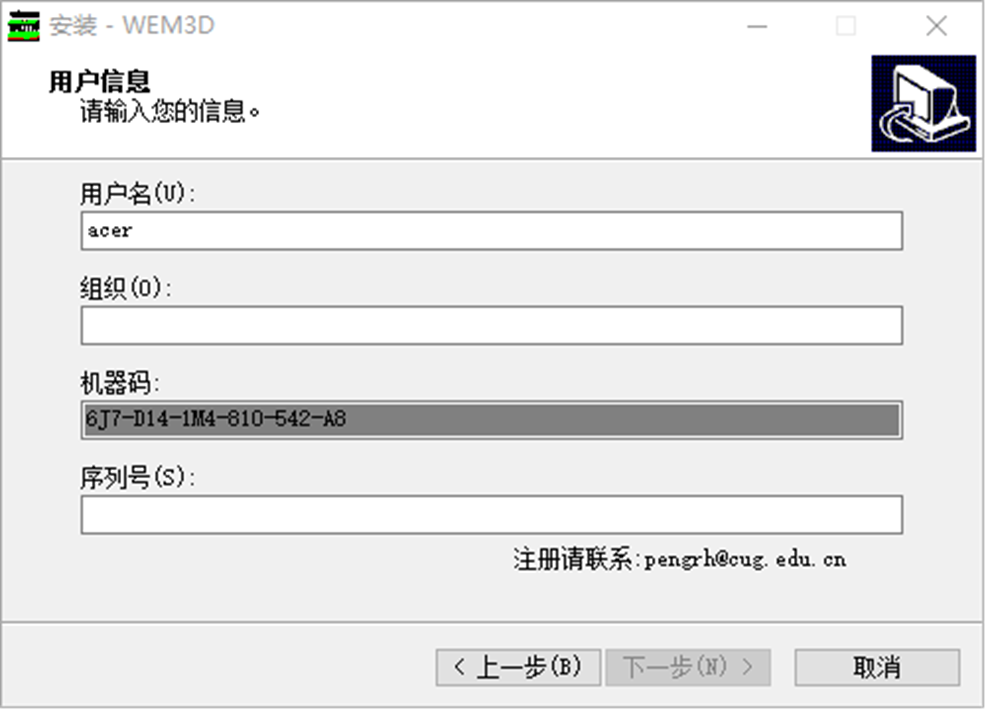 安装 - WEM3D
用户信息
请输入您的信息。
用户名(U):
acer
组织(O):
机器码:
6J7-D14-1M4-810-542-A8
序列号(S):
注册请联系:pengrh@cug.edu.cn
< 上一步(B)
下一步(N) >
取消